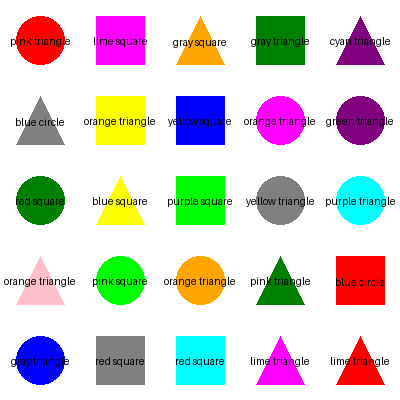 pink triangle lime square gray square gray triangle cyan triangle
blue circle orange triangle yellow square orange triangle green triangle
red square blue square purple square yellow triangle purple triangle
orange triangle pink square orange triangle pink triangle blue circle
gray triangle red square red square lime triangle lime triangle